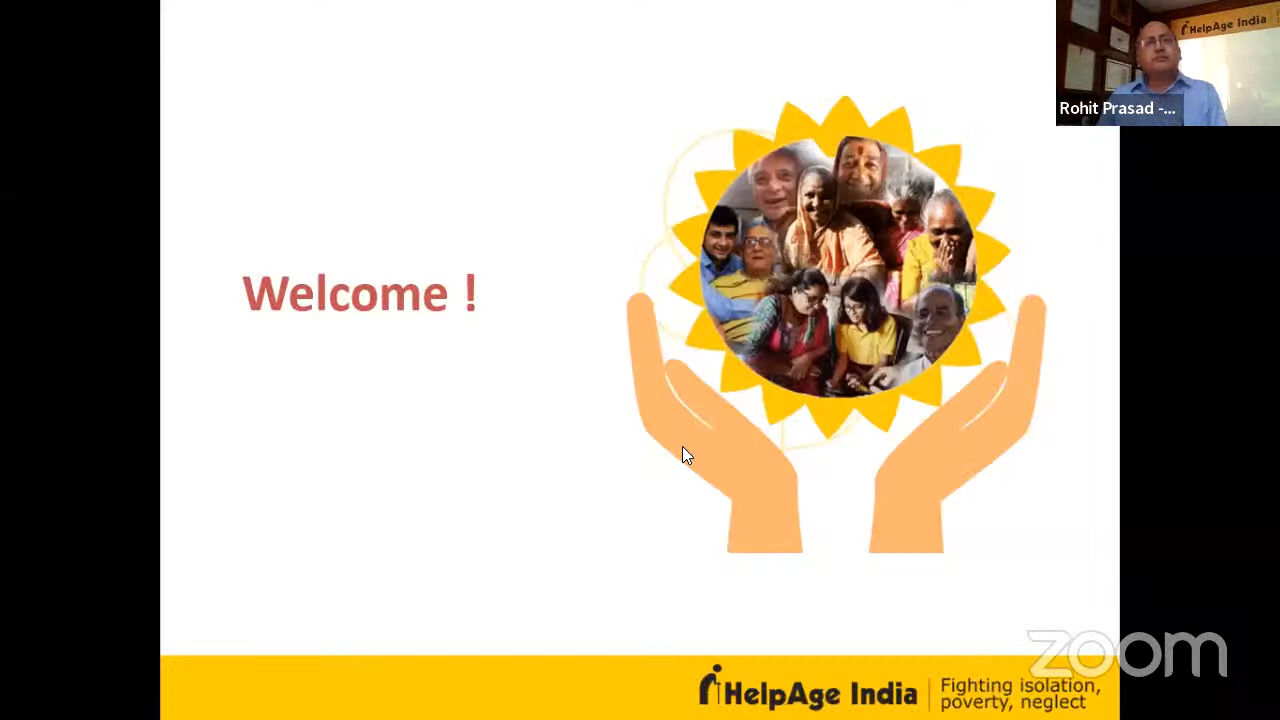 HelpAge India
Rohit Prasad -...
Welcome !
zoom
HelpAge India
Fighting isolation,
poverty, neglect